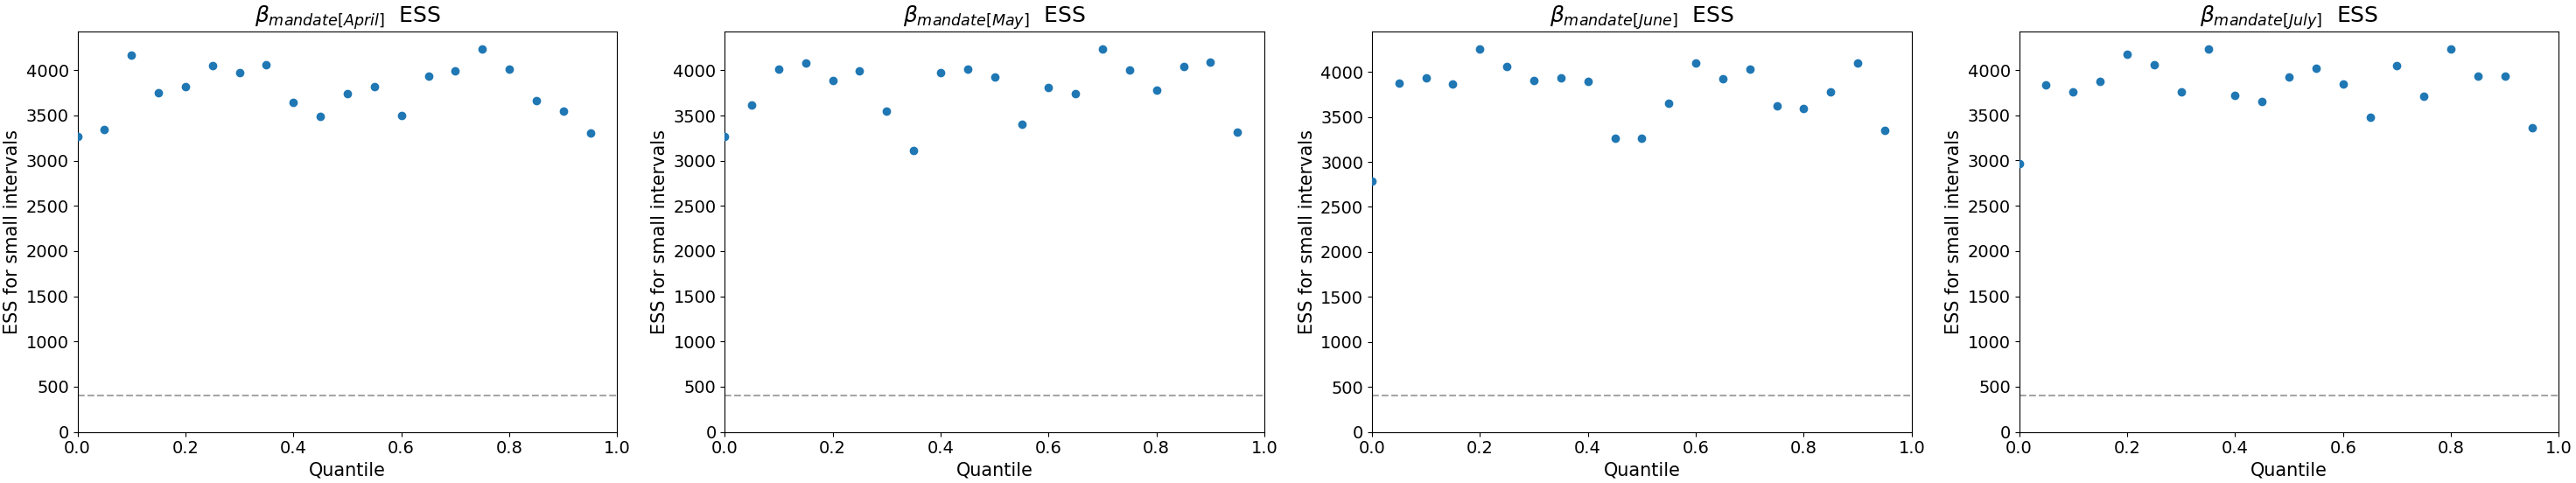 β_mandate[April] ESS
ESS for small intervals
4000
3500
3000
2500
2000
1500
1000
500
0
0.0 0.2 0.4 0.6 0.8 1.0
Quantile
β_mandate[May] ESS
ESS for small intervals
4000
3500
3000
2500
2000
1500
1000
500
0
0.0 0.2 0.4 0.6 0.8 1.0
Quantile
β_mandate[June] ESS
ESS for small intervals
4000
3500
3000
2500
2000
1500
1000
500
0
0.0 0.2 0.4 0.6 0.8 1.0
Quantile
β_mandate[July] ESS
ESS for small intervals
4000
3500
3000
2500
2000
1500
1000
500
0
0.0 0.2 0.4 0.6 0.8 1.0
Quantile